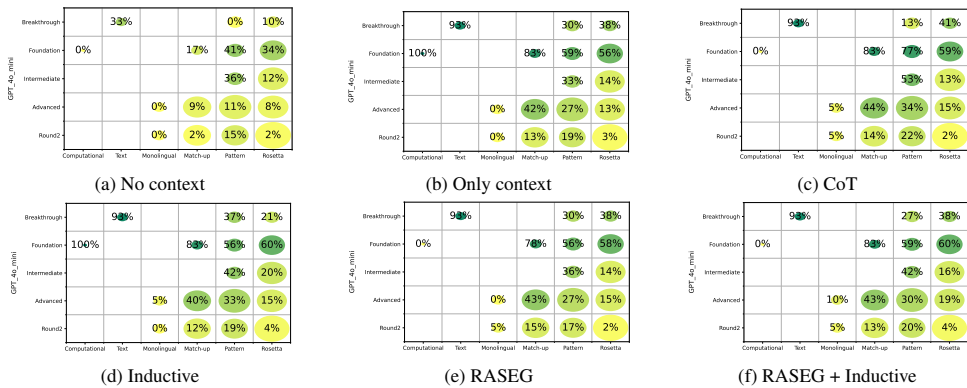 Breakthrough 33% 0% 10%
Foundation 0% 17% 41% 34%
Intermediate 36% 12%
Advanced 0% 9% 11% 8%
Round2 0% 2% 15% 2%
GPT_4o_mini
Computational Text Monolingual Match-up Pattern Rosetta
(a) No context
Breakthrough 93% 30% 38%
Foundation 100% 83% 59% 56%
Intermediate 33% 14%
Advanced 0% 42% 27% 13%
Round2 0% 13% 19% 3%
GPT_4o_mini
Computational Text Monolingual Match-up Pattern Rosetta
(b) Only context
Breakthrough 93% 13% 41%
Foundation 0% 83% 77% 59%
Intermediate 53% 13%
Advanced 5% 44% 34% 15%
Round2 5% 14% 22% 2%
GPT_4o_mini
Computational Text Monolingual Match-up Pattern Rosetta
(c) CoT
Breakthrough 93% 37% 21%
Foundation 100% 83% 56% 60%
Intermediate 42% 20%
Advanced 5% 40% 33% 15%
Round2 0% 12% 19% 4%
GPT_4o_mini
Computational Text Monolingual Match-up Pattern Rosetta
(d) Inductive
Breakthrough 93% 30% 38%
Foundation 0% 78% 56% 58%
Intermediate 36% 14%
Advanced 0% 43% 27% 15%
Round2 5% 15% 17% 2%
GPT_4o_mini
Computational Text Monolingual Match-up Pattern Rosetta
(e) RASEG
Breakthrough 93% 27% 38%
Foundation 0% 83% 59% 60%
Intermediate 42% 16%
Advanced 10% 43% 30% 19%
Round2 5% 13% 20% 4%
GPT_4o_mini
Computational Text Monolingual Match-up Pattern Rosetta
(f) RASEG + Inductive